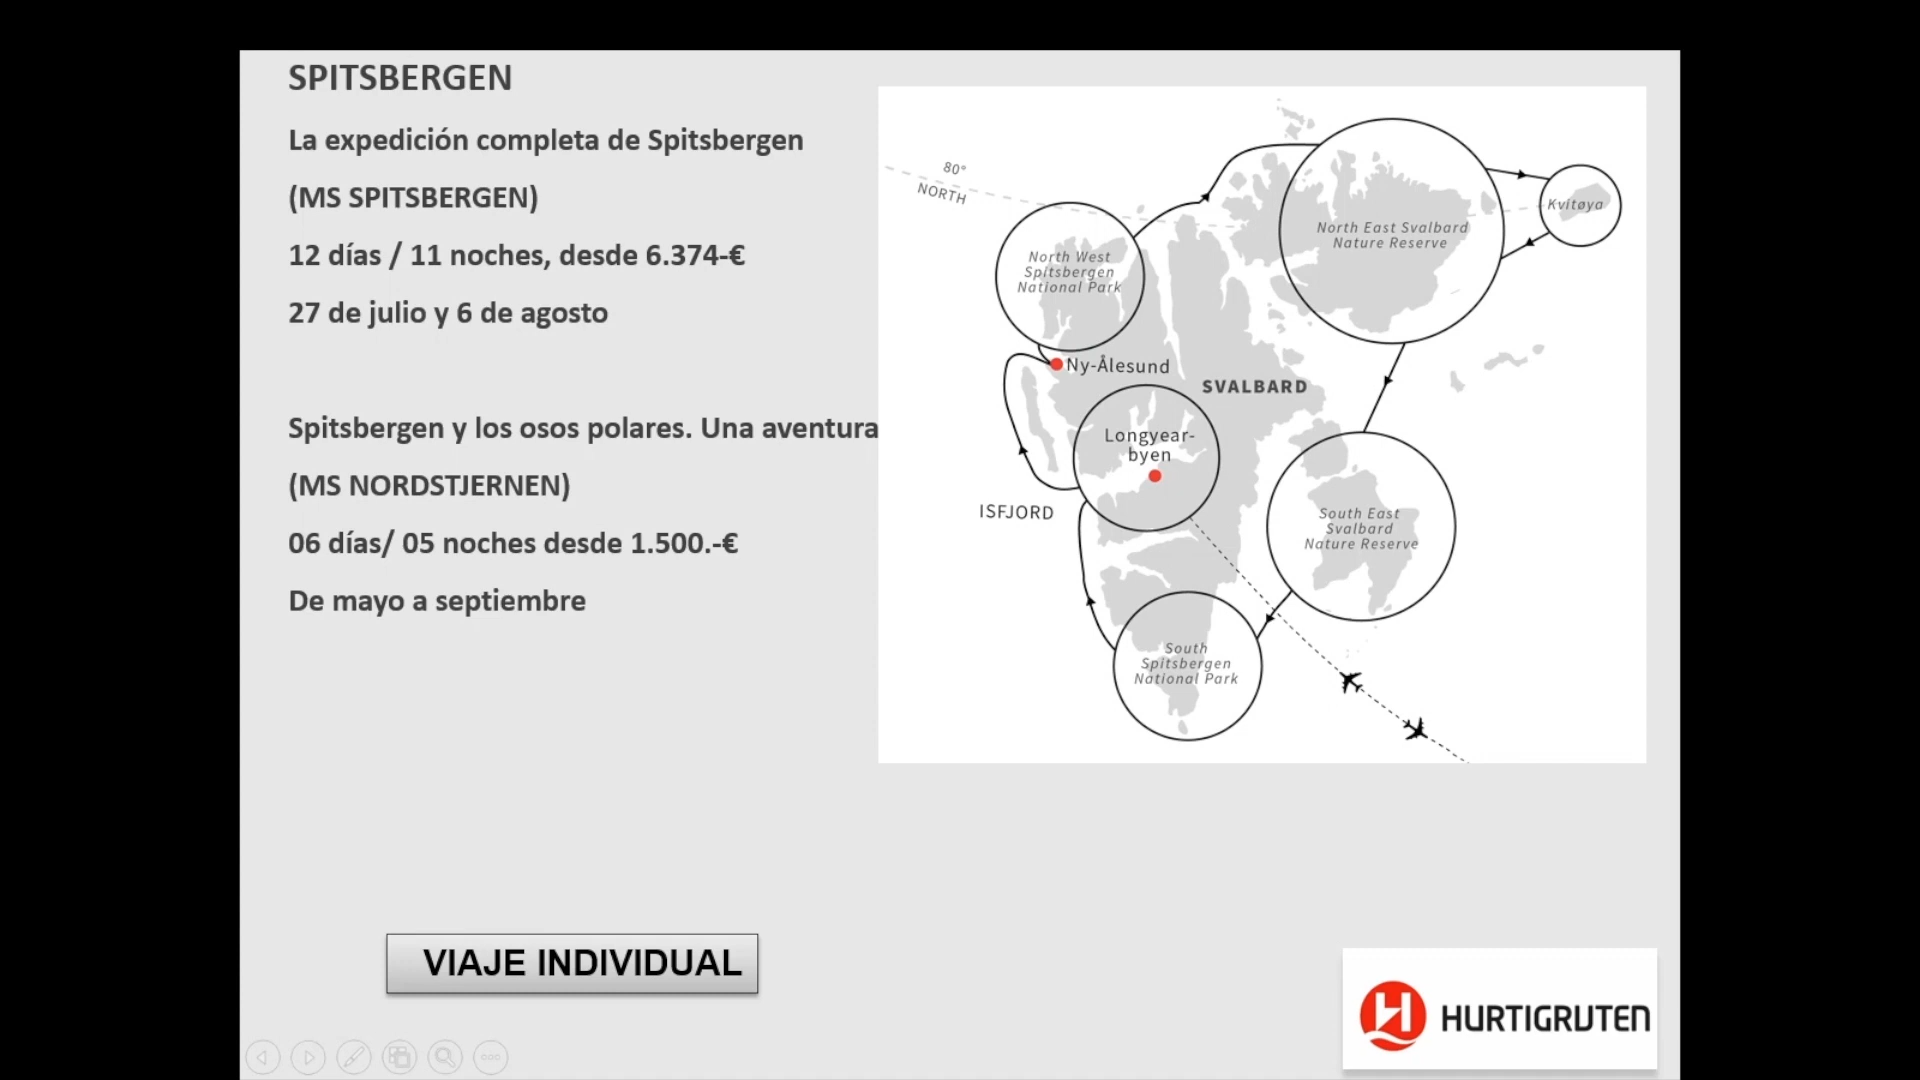 SPITSBERGEN
La expedición completa de Spitsbergen
(MS SPITSBERGEN)
12 días / 11 noches, desde 6.374-€
27 de julio y 6 de agosto
Spitsbergen y los osos polares. Una aventura
(MS NORDSTJERNEN)
06 días/ 05 noches desde 1.500.-€
De mayo a septiembre
80°
NORTH
North West
Spitsbergen
National Park
North East Svalbard
Nature Reserve
Kvitøya
Ny-Ålesund
SVALBARD
Longyear-
byen
ISFJORD
South East
Svalbard
Nature Reserve
South
Spitsbergen
National Park
VIAJE INDIVIDUAL
HURTIGRUTEN